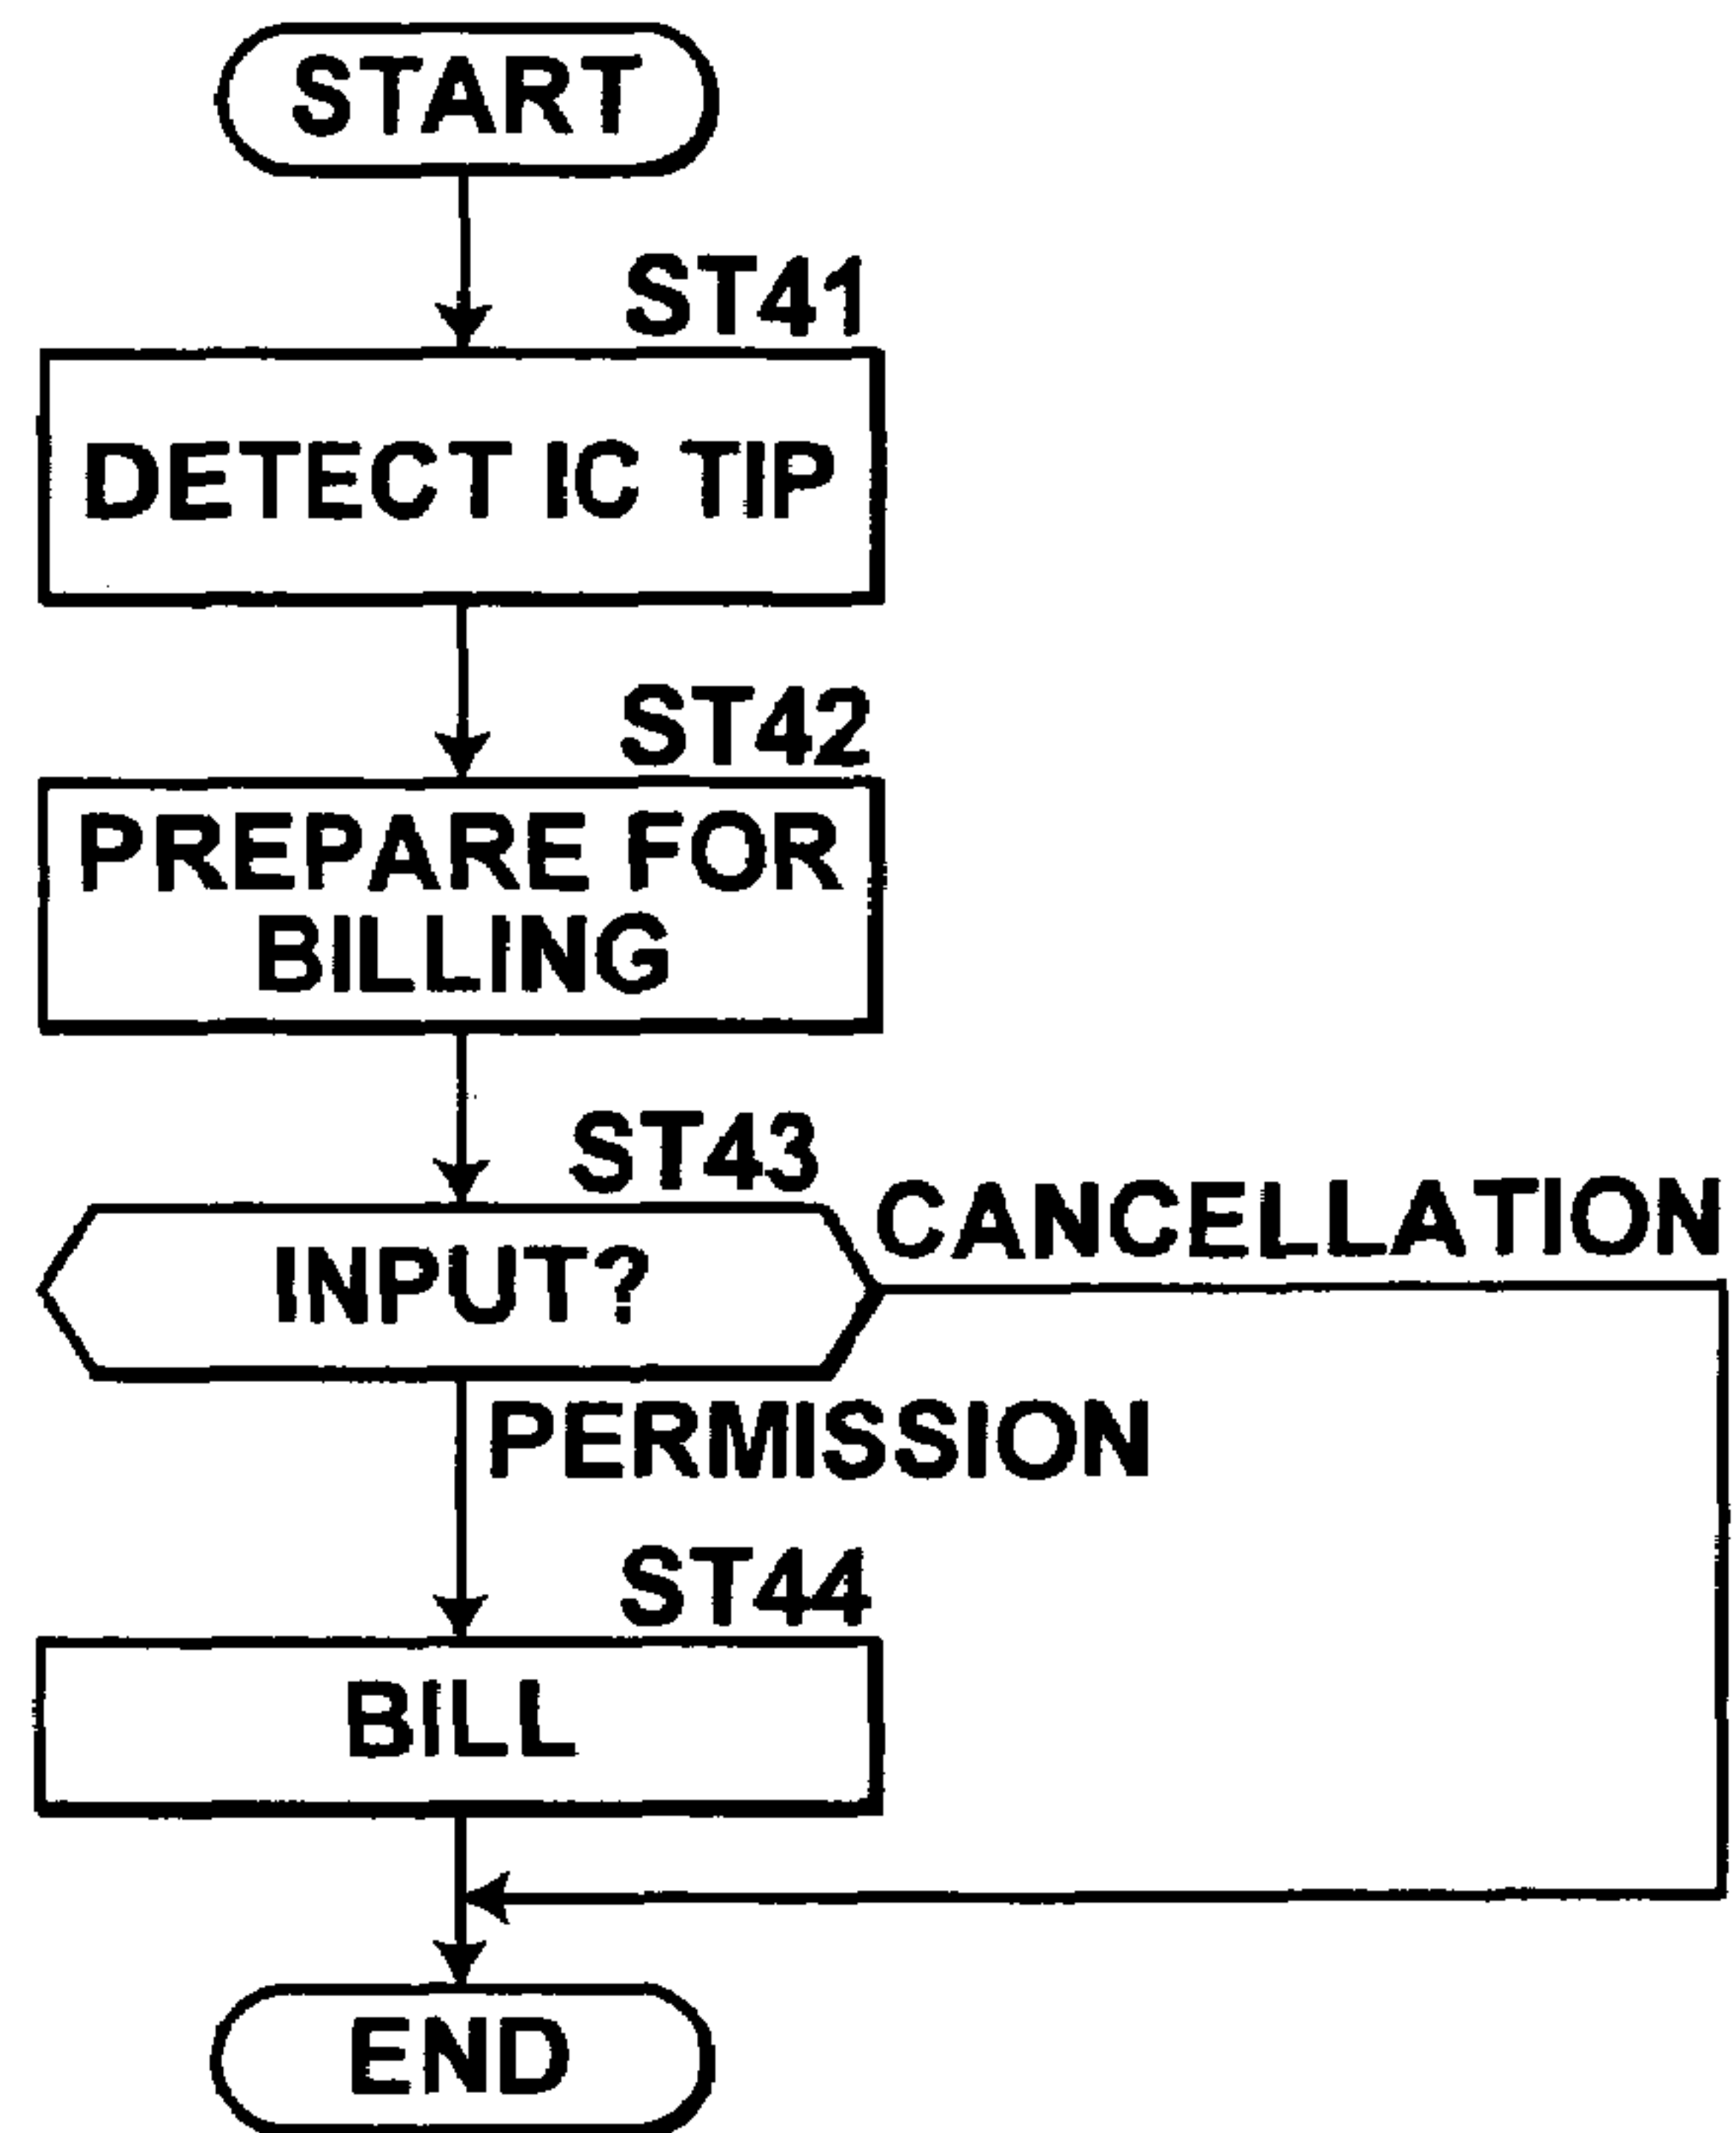 START
ST41
DETECT IC TIP
ST42
PREPARE FOR
BILLING
ST43
INPUT?
CANCELLATION
PERMISSION
ST44
BILL
END